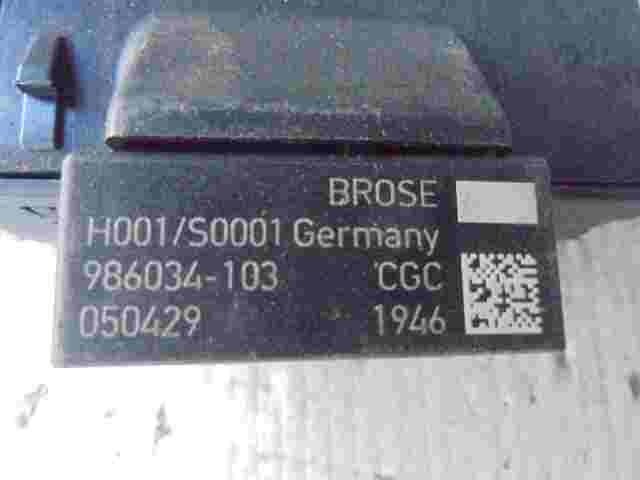 BROSE
H001/S0001 Germany
986034-103 CGC
050429 1946